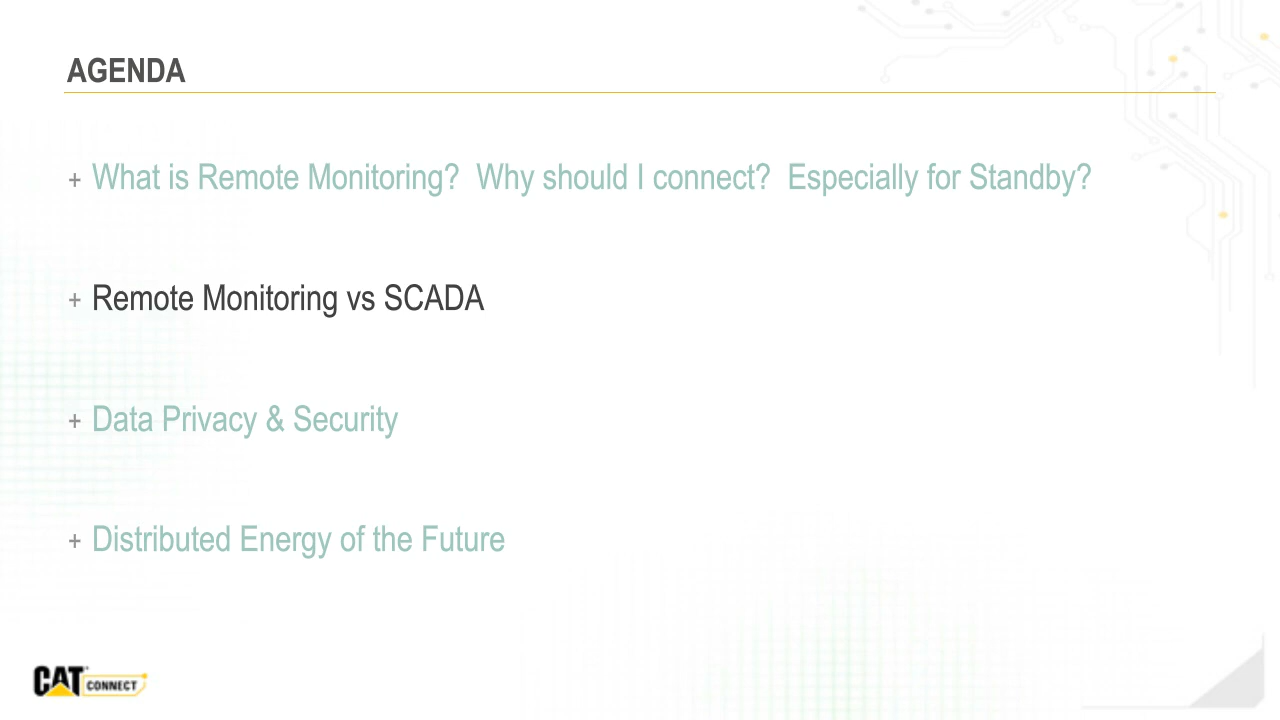 AGENDA
+ What is Remote Monitoring?  Why should I connect?  Especially for Standby?
+ Remote Monitoring vs SCADA
+ Data Privacy & Security
+ Distributed Energy of the Future
CAT CONNECT